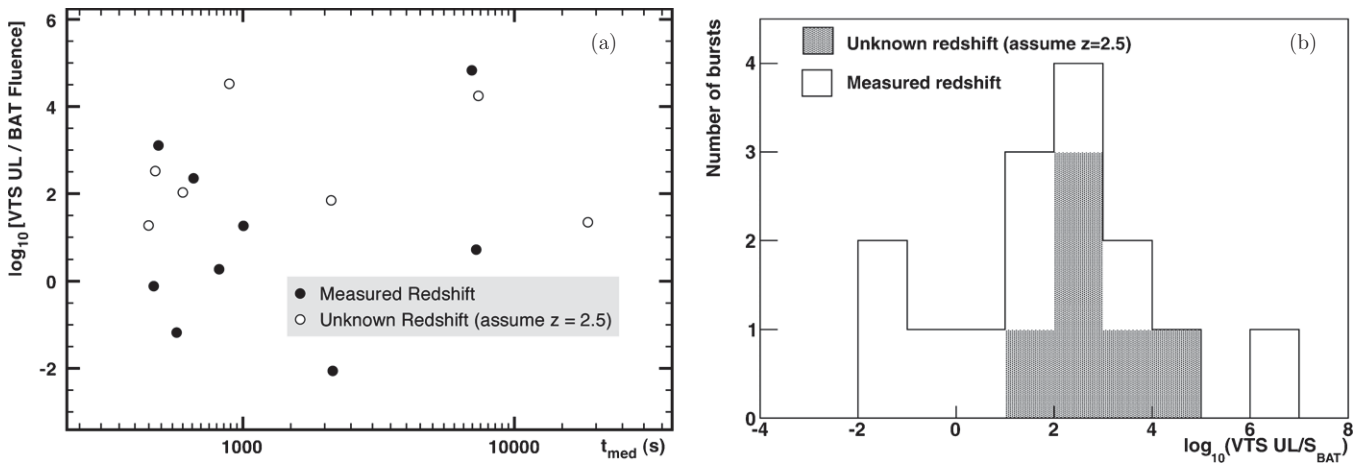 6
4
2
0
-2
log10 [VTS UL / BAT Fluence]
(a)
Measured Redshift
Unknown Redshift (assume z = 2.5)
1000
10000
tmed (s)
(b)
Unknown redshift (assume z=2.5)
Measured redshift
Number of bursts
4
3
2
1
0
-4
-2
0
2
4
6
8
log10(VTS UL/SBAT)